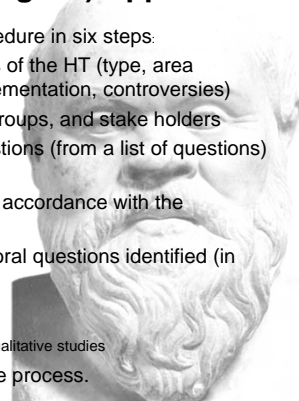 edure in six steps:
of the HT (type, area
ementation, controversies)
roups, and stake holders
tions (from a list of questions)
accordance with the
oral questions identified (in
alitative studies
e process.